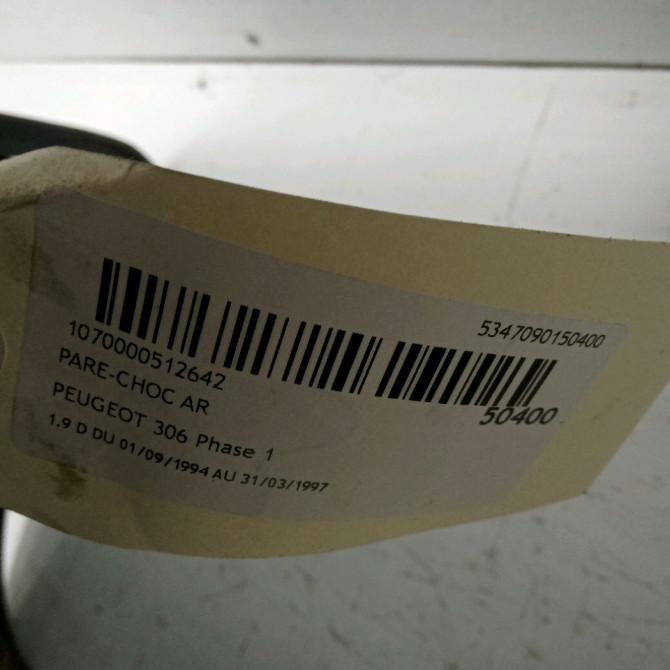 5347090150400
1070000512642
50400
PARE-CHOC AR
PEUGEOT 306 Phase 1
1.9 D DU 01/09/1994 AU 31/03/1997